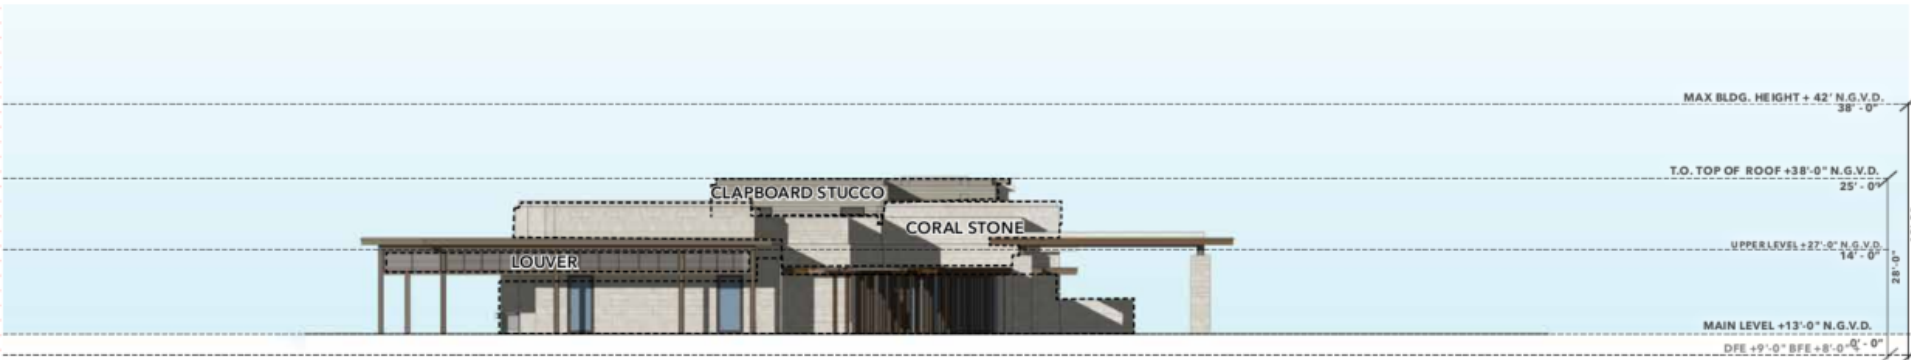 MAX BLDG. HEIGHT + 42' N.G.V.D.
38' - 0"
T.O. TOP OF ROOF +38'-0" N.G.V.D.
25' - 0"
CLAPBOARD STUCCO
CORAL STONE
UPPER LEVEL +27'-0" N.G.V.D.
14' - 0"
LOUVER
28'-0"
MAIN LEVEL +13'-0" N.G.V.D.
0' - 0"
DFE +9'-0" BFE +8'-0"